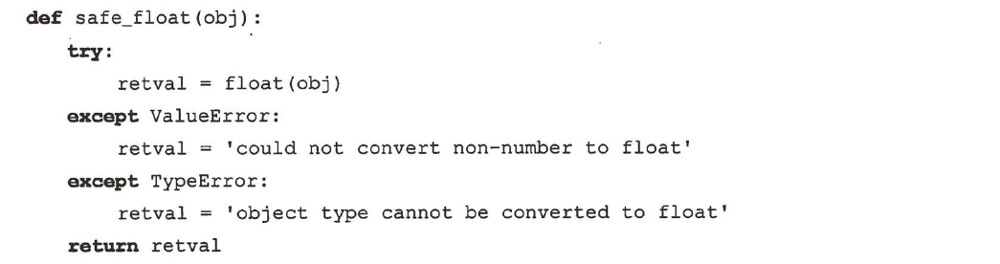 def safe_float(obj):
    try:
        retval = float(obj)
    except ValueError:
        retval = 'could not convert non-number to float'
    except TypeError:
        retval = 'object type cannot be converted to float'
    return retval